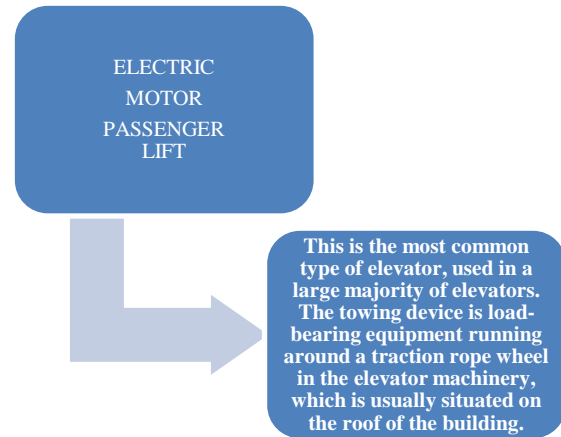 ELECTRIC
MOTOR
PASSENGER
LIFT
This is the most common
type of elevator, used in a
large majority of elevators.
The towing device is load-
bearing equipment running
around a traction rope wheel
in the elevator machinery,
which is usually situated on
the roof of the building.